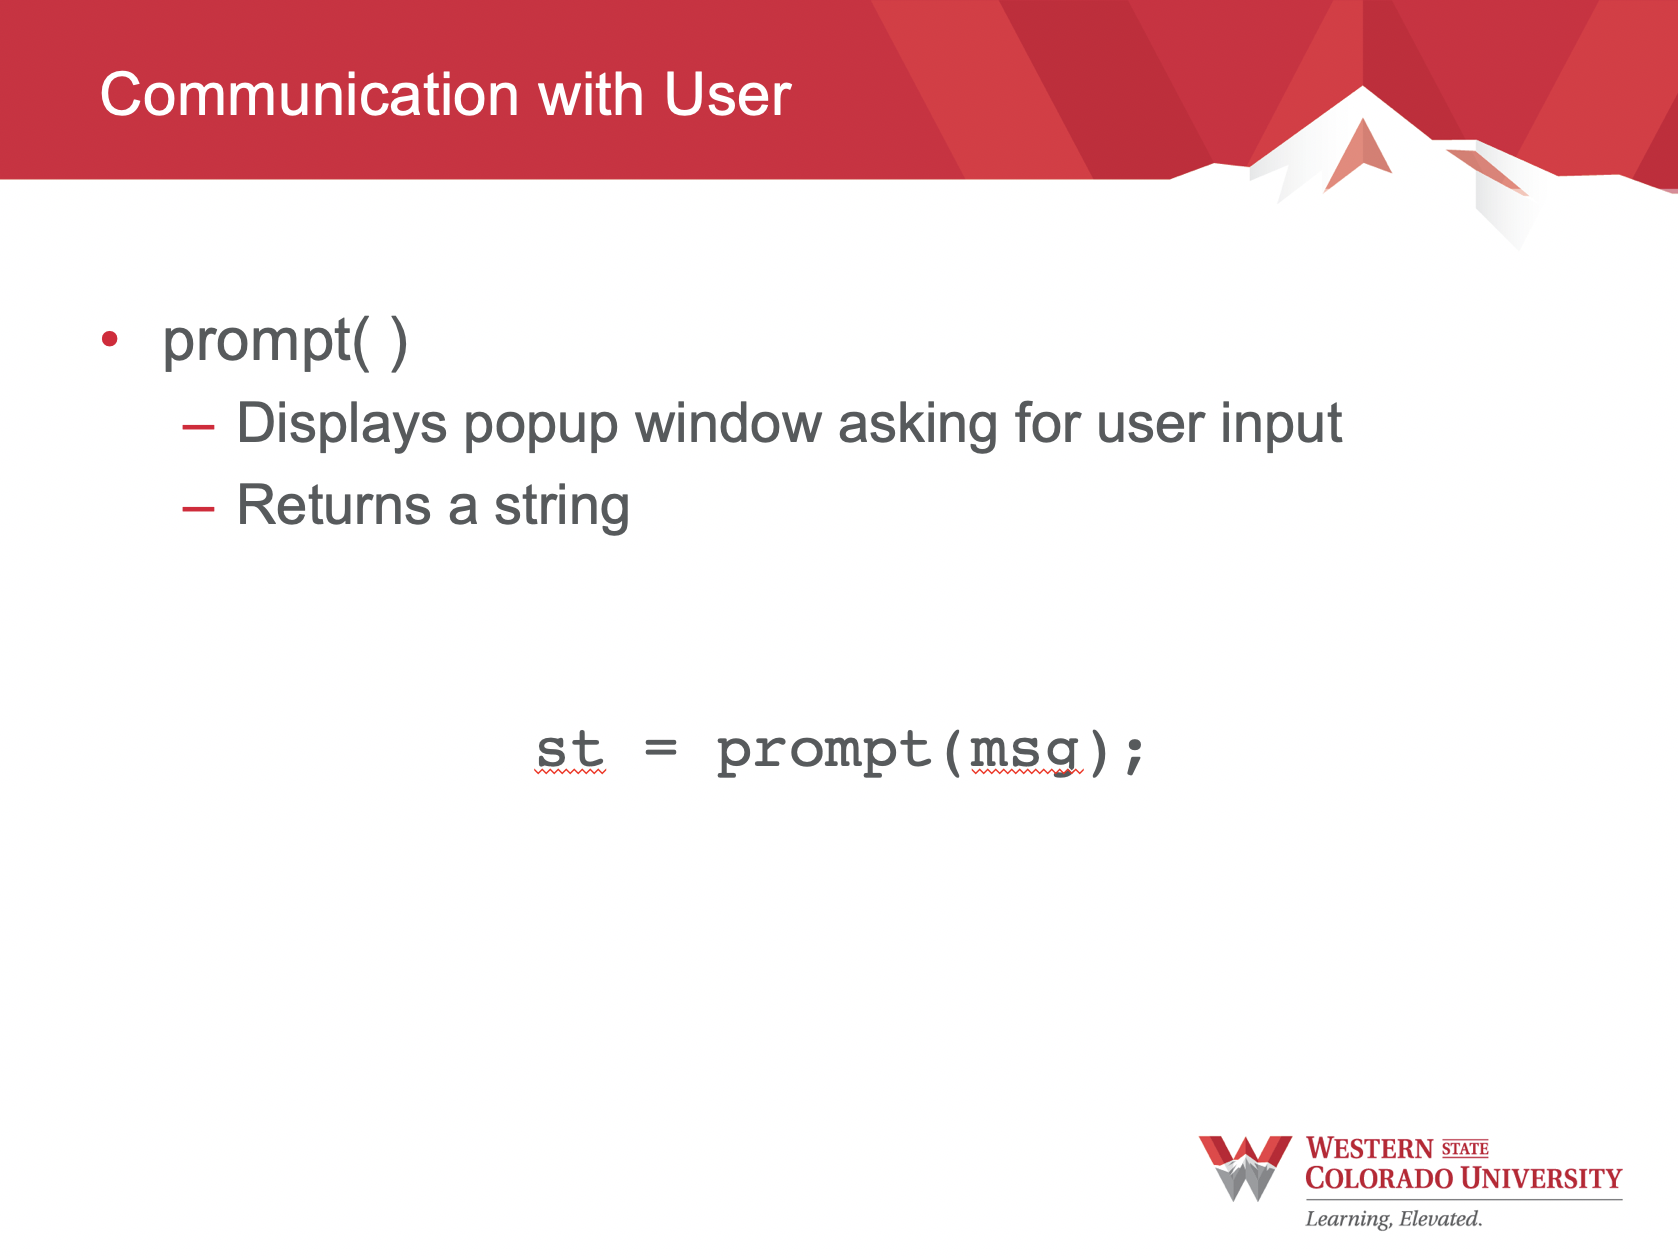 Communication with User
• prompt( )
– Displays popup window asking for user input
– Returns a string
st = prompt(msg);
WESTERN STATE
COLORADO UNIVERSITY
Learning, Elevated.